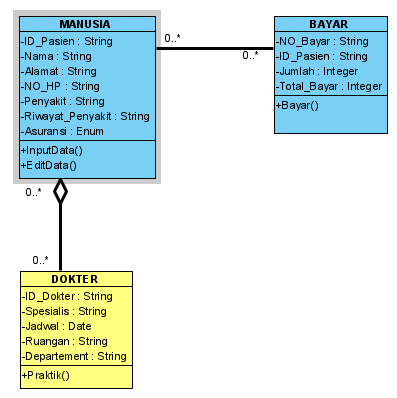 MANUSIA
-ID_Pasien : String
-Nama : String
-Alamat : String
-NO_HP : String
-Penyakit : String
-Riwayat_Penyakit : String
-Asuransi : Enum
+InputData()
+EditData()
0..*
0..*
BAYAR
-NO_Bayar : String
-ID_Pasien : String
-Jumlah : Integer
-Total_Bayar : Integer
+Bayar()
0..*
0..*
DOKTER
-ID_Dokter : String
-Spesialis : String
-Jadwal : Date
-Ruangan : String
-Departement : String
+Praktik()